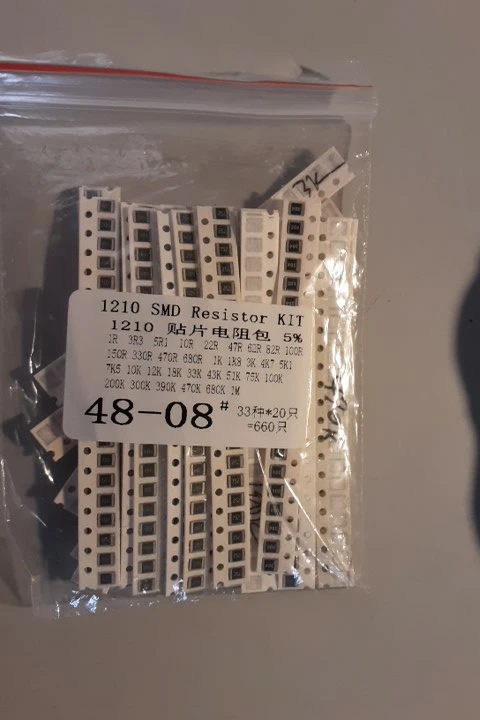 3K
1210 SMD Resistor KIT
1210 贴片电阻包 5%
1R 3R3 5R1 10R 22R 47R 62R 82R 100R
150R 330R 470R 680R 1K 1K8 3K 4K7 5K1
7K5 10K 12K 18K 33K 43K 51K 75K 100K
200K 300K 390K 470K 680K 1M
48-08# 33种*20只
=660只